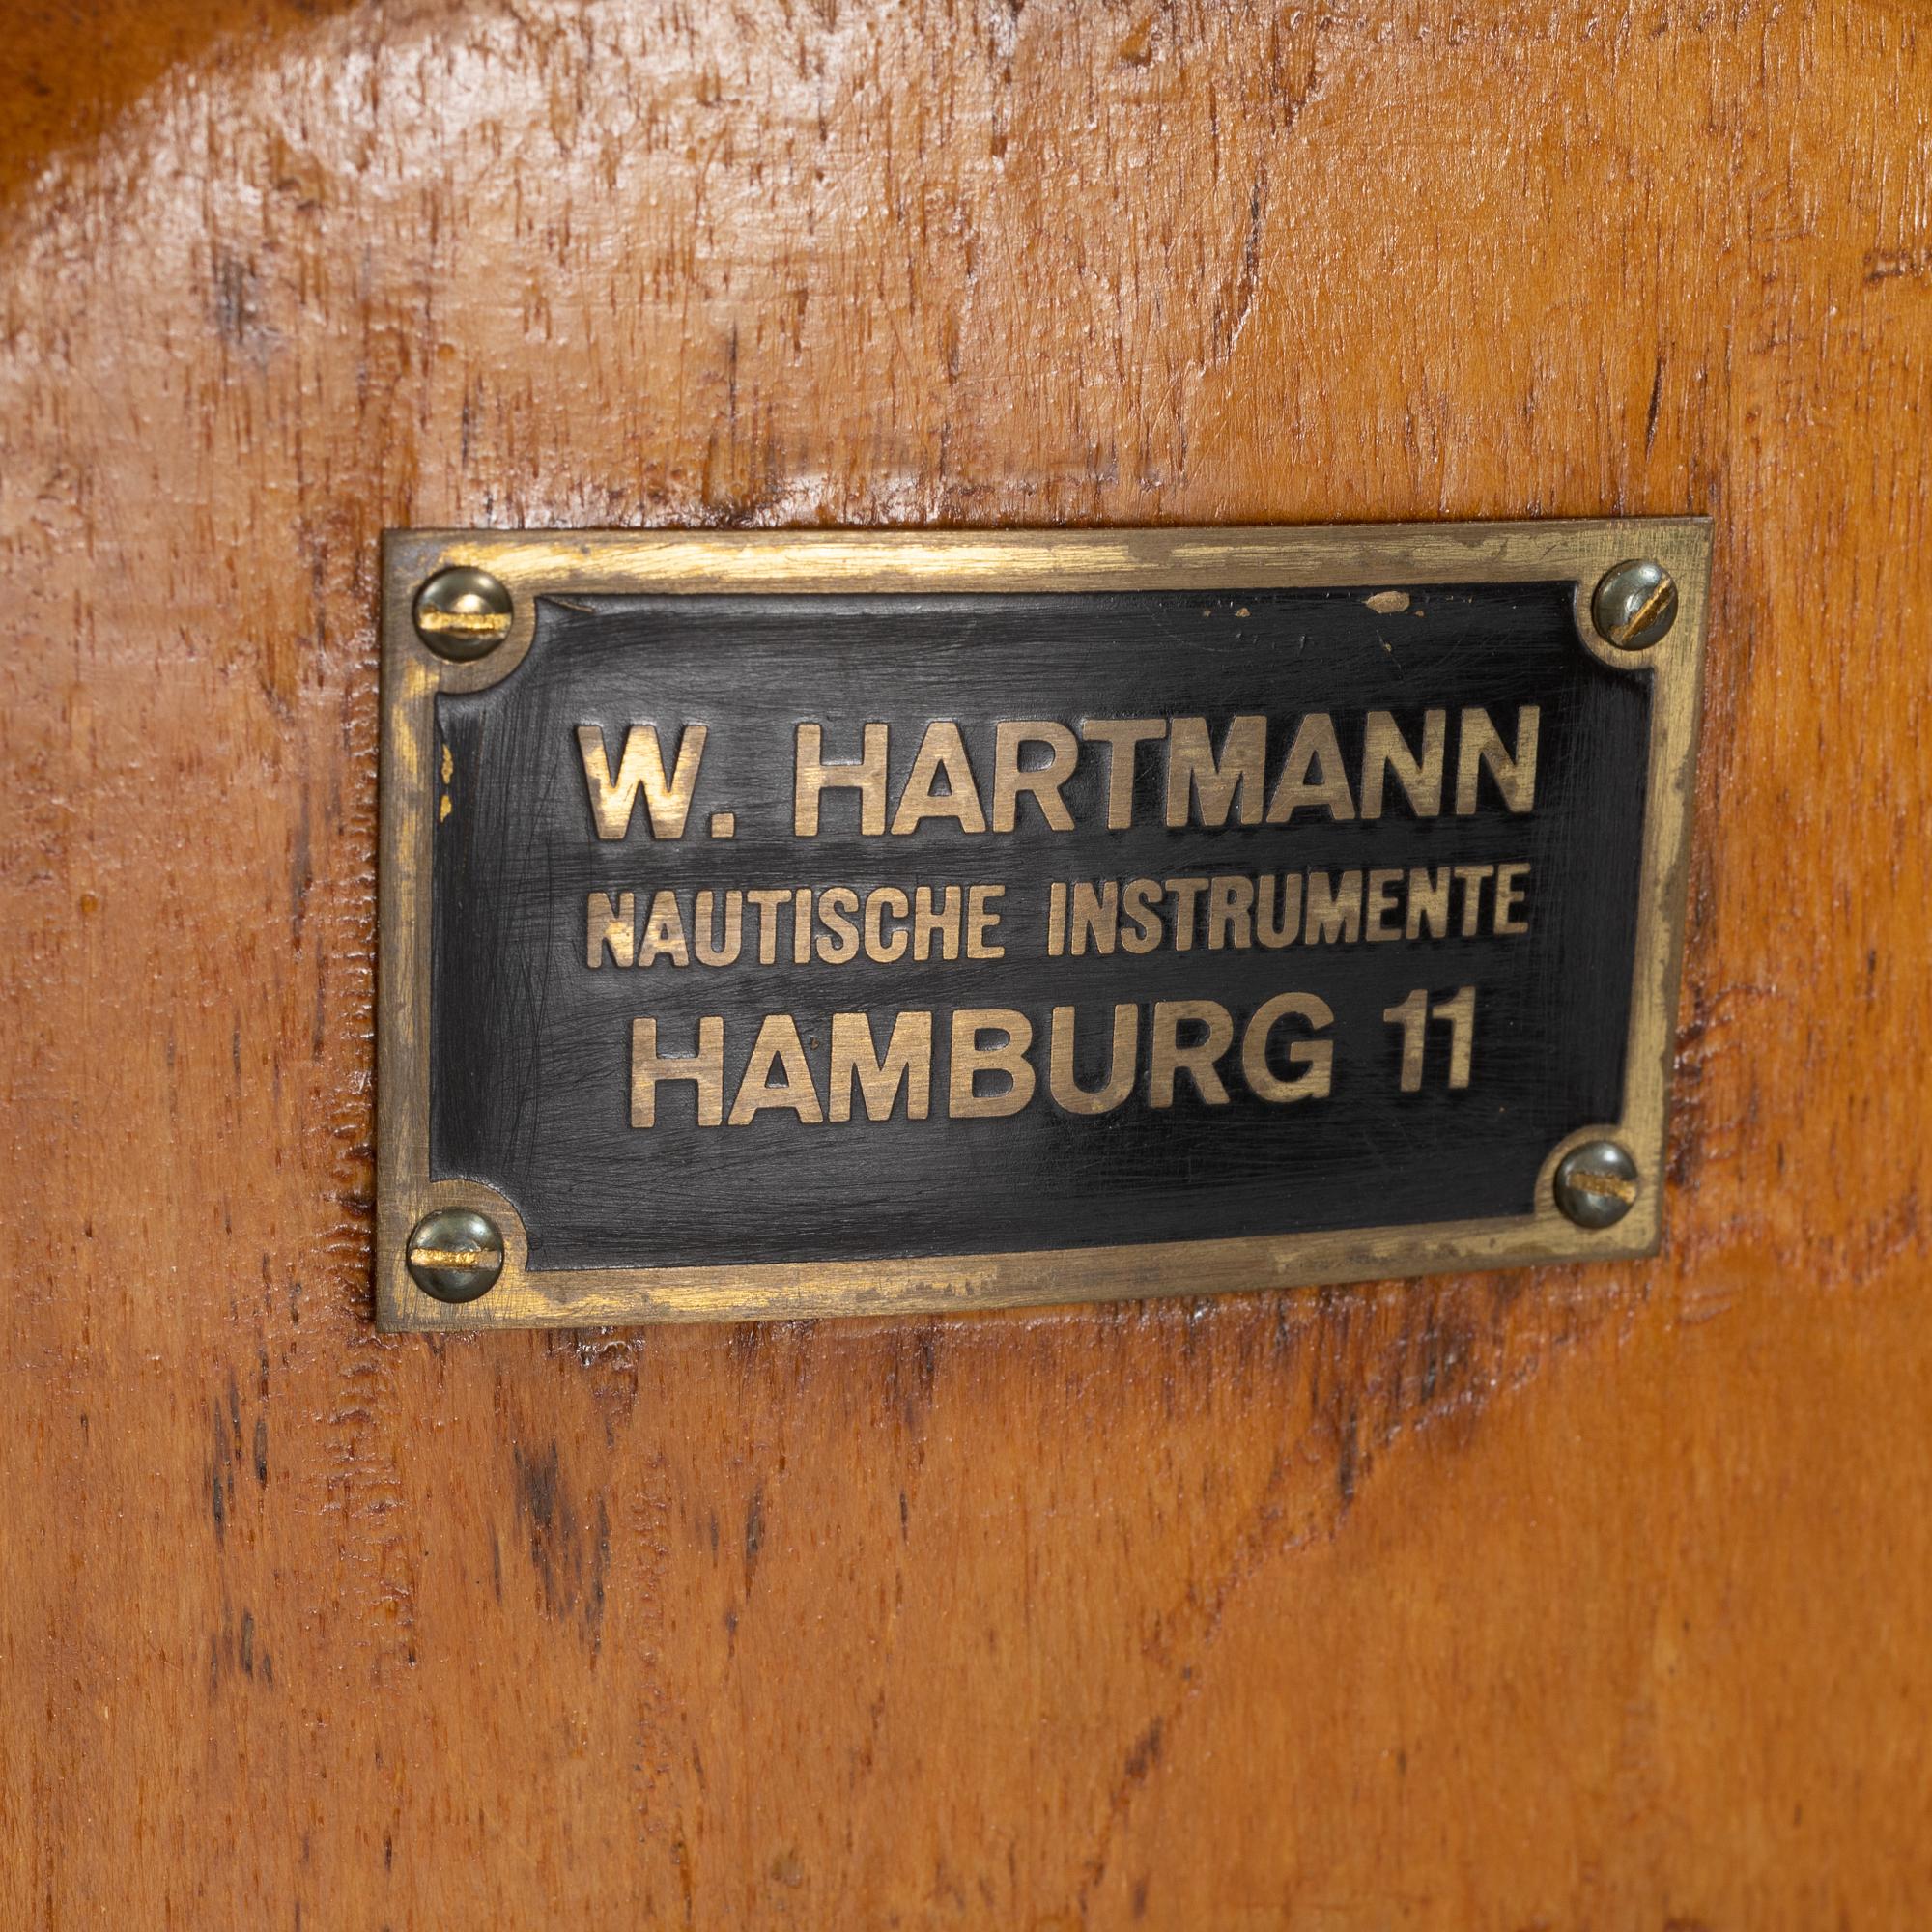 W. HARTMANN
NAUTISCHE INSTRUMENTE
HAMBURG 11